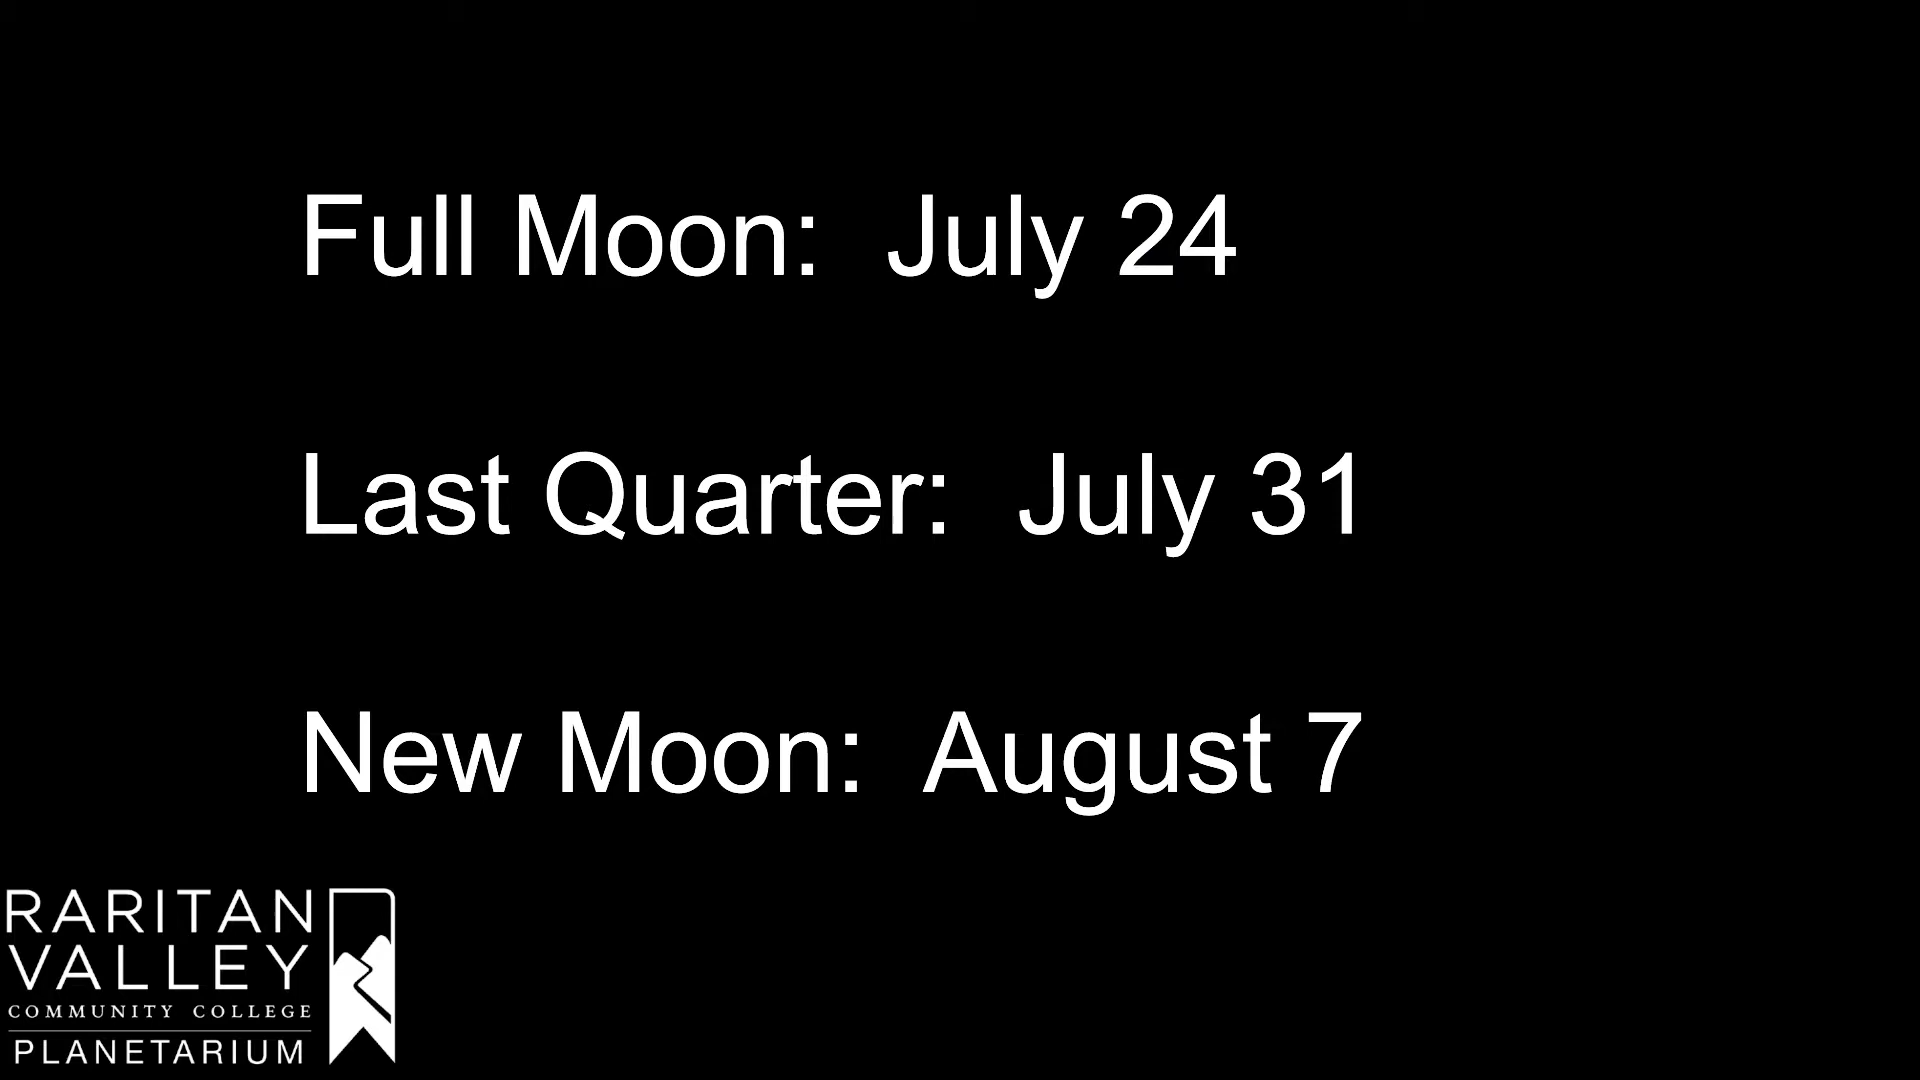 Full Moon:  July 24
Last Quarter:  July 31
New Moon:  August 7
RARITAN
VALLEY
COMMUNITY COLLEGE
PLANETARIUM